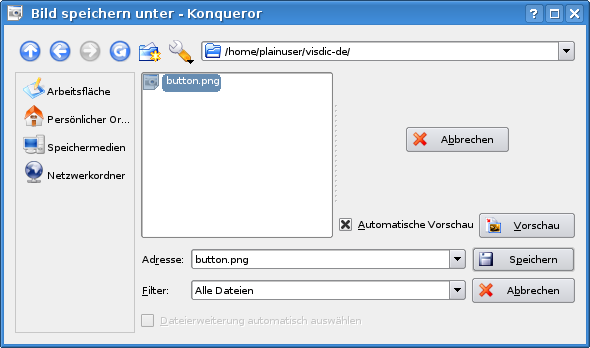 Bild speichern unter - Konqueror
/home/plainuser/visdic-de/
Arbeitsfläche
Persönlicher Or...
Speichermedien
Netzwerkordner
button.png
Abbrechen
Automatische Vorschau
Vorschau
Adresse:
button.png
Speichern
Filter:
Alle Dateien
Abbrechen
Dateierweiterung automatisch auswählen